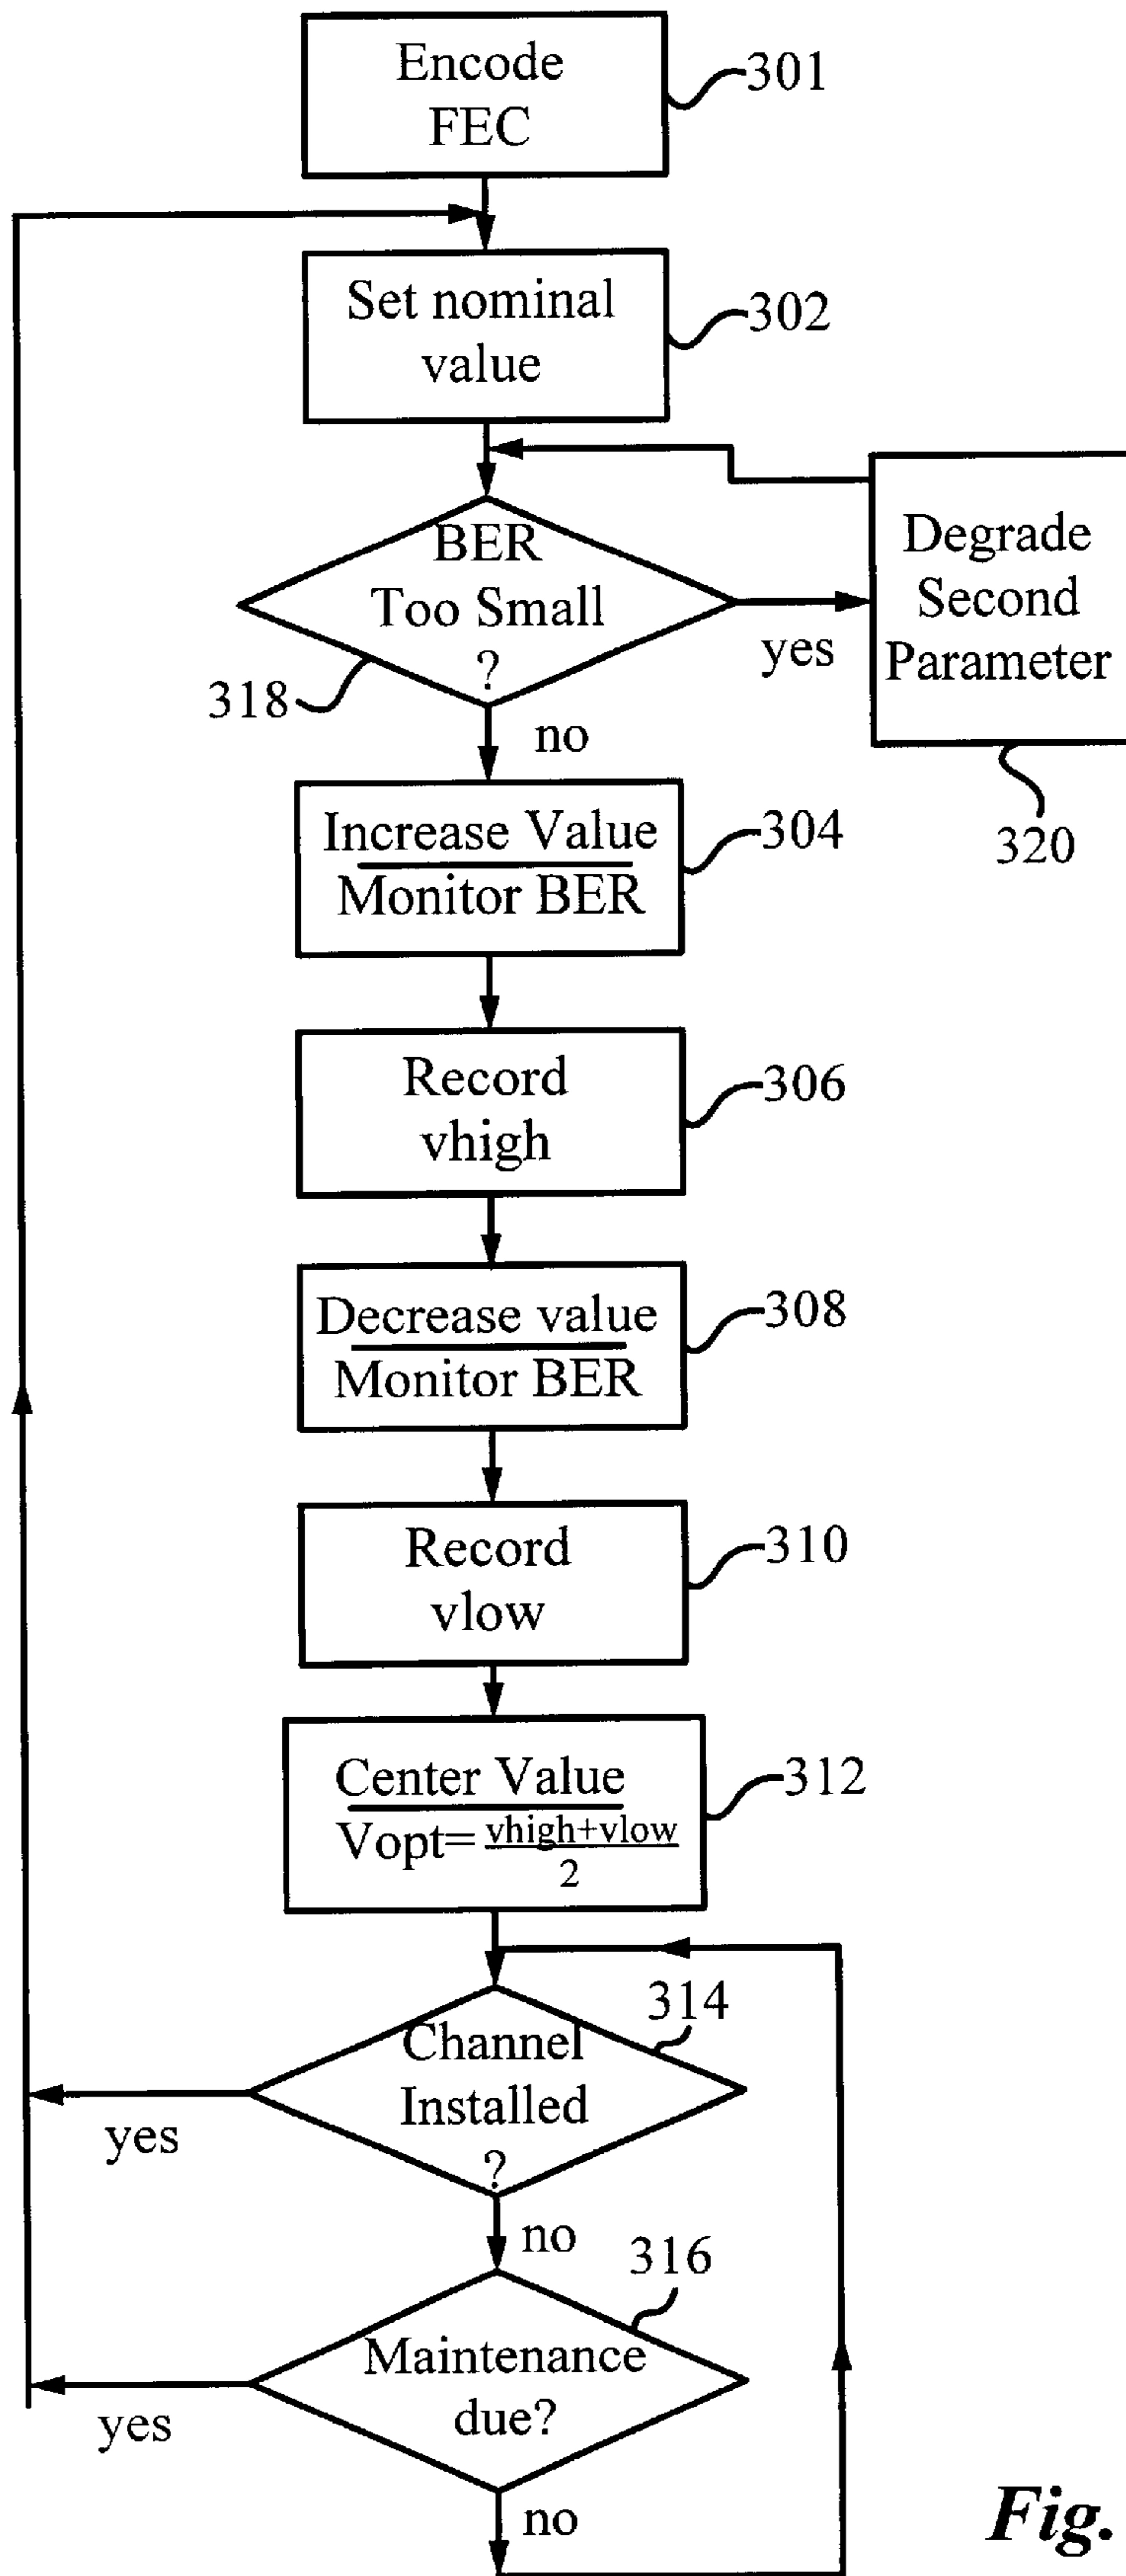 Encode
FEC
301
Set nominal
value
302
BER
Too Small
?
318
yes
no
Degrade
Second
Parameter
320
Increase Value
Monitor BER
304
Record
vhigh
306
Decrease value
Monitor BER
308
Record
vlow
310
Center Value
Vopt=vhigh+vlow
2
312
Channel
Installed
?
314
yes
no
Maintenance
due?
316
yes
no
Fig.